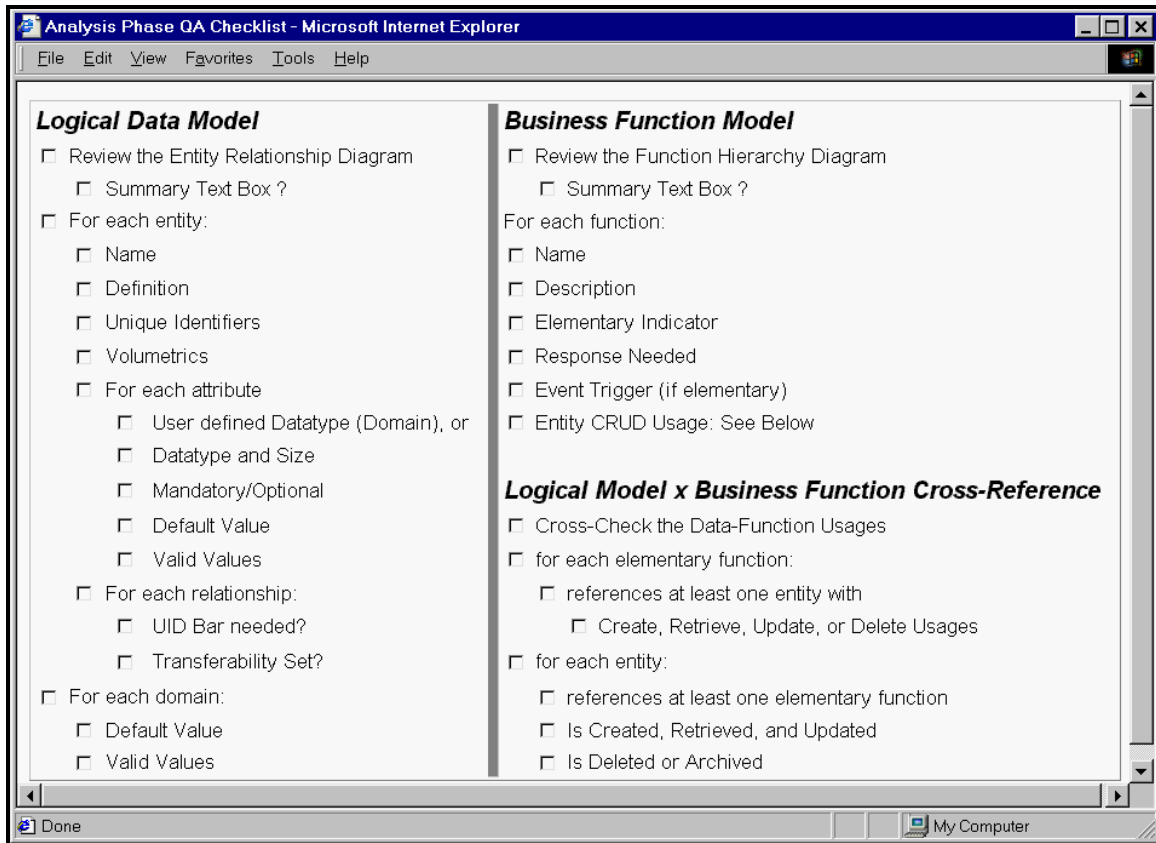 Analysis Phase QA Checklist - Microsoft Internet Explorer
File Edit View Favorites Tools Help
Logical Data Model
Review the Entity Relationship Diagram
Summary Text Box ?
For each entity:
Name
Definition
Unique Identifiers
Volumetrics
For each attribute
User defined Datatype (Domain), or
Datatype and Size
Mandatory/Optional
Default Value
Valid Values
For each relationship:
UID Bar needed?
Transferability Set?
For each domain:
Default Value
Valid Values
Business Function Model
Review the Function Hierarchy Diagram
Summary Text Box ?
For each function:
Name
Description
Elementary Indicator
Response Needed
Event Trigger (if elementary)
Entity CRUD Usage: See Below
Logical Model x Business Function Cross-Reference
Cross-Check the Data-Function Usages
for each elementary function:
references at least one entity with
Create, Retrieve, Update, or Delete Usages
for each entity:
references at least one elementary function
Is Created, Retrieved, and Updated
Is Deleted or Archived
Done
My Computer